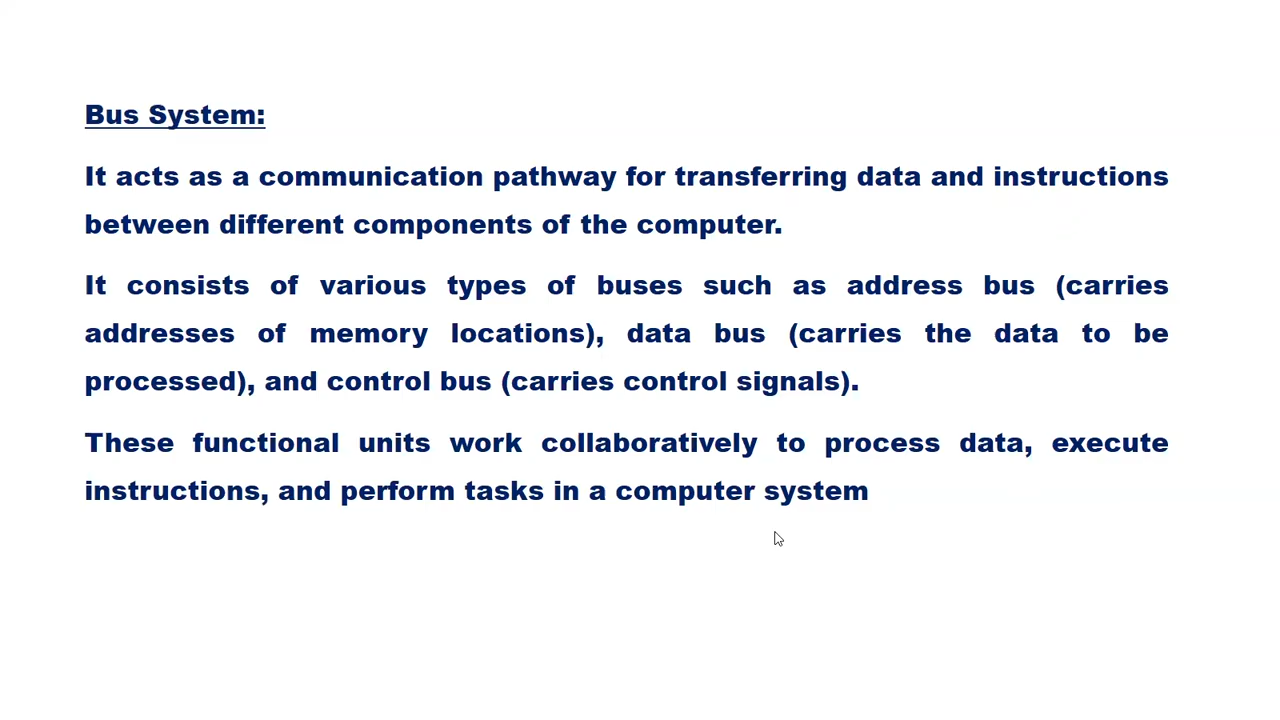 Bus System:
It acts as a communication pathway for transferring data and instructions
between different components of the computer.
It consists of various types of buses such as address bus (carries
addresses of memory locations), data bus (carries the data to be
processed), and control bus (carries control signals).
These functional units work collaboratively to process data, execute
instructions, and perform tasks in a computer system